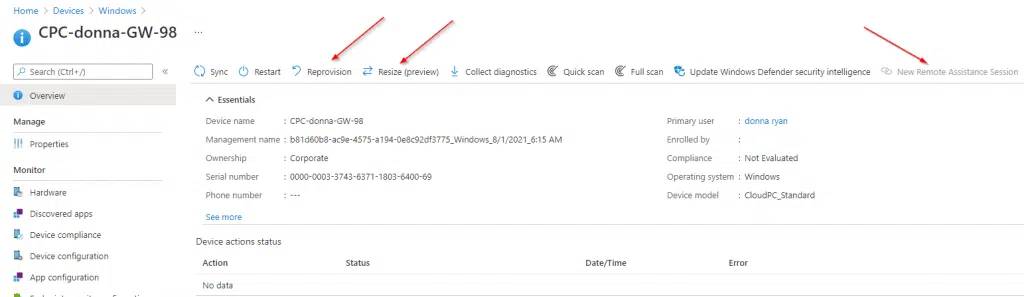 Home > Devices > Windows >
CPC-donna-GW-98 ...
Search (Ctrl+/) «
Sync Restart Reprovision Resize (preview) Collect diagnostics Quick scan Full scan Update Windows Defender security intelligence New Remote Assistance Session
Overview
Manage
Properties
Monitor
Hardware
Discovered apps
Device compliance
Device configuration
App configuration
Essentials
Device name : CPC-donna-GW-98 Primary user : donna ryan
Management name : b81d60b8-ac9e-4575-a194-0e8c92df3775_Windows_8/1/2021_6:15 AM Enrolled by :
Ownership : Corporate Compliance : Not Evaluated
Serial number : 0000-0003-3743-6371-1803-6400-69 Operating system : Windows
Phone number : --- Device model : CloudPC_Standard
See more
Device actions status
Action Status Date/Time Error
No data